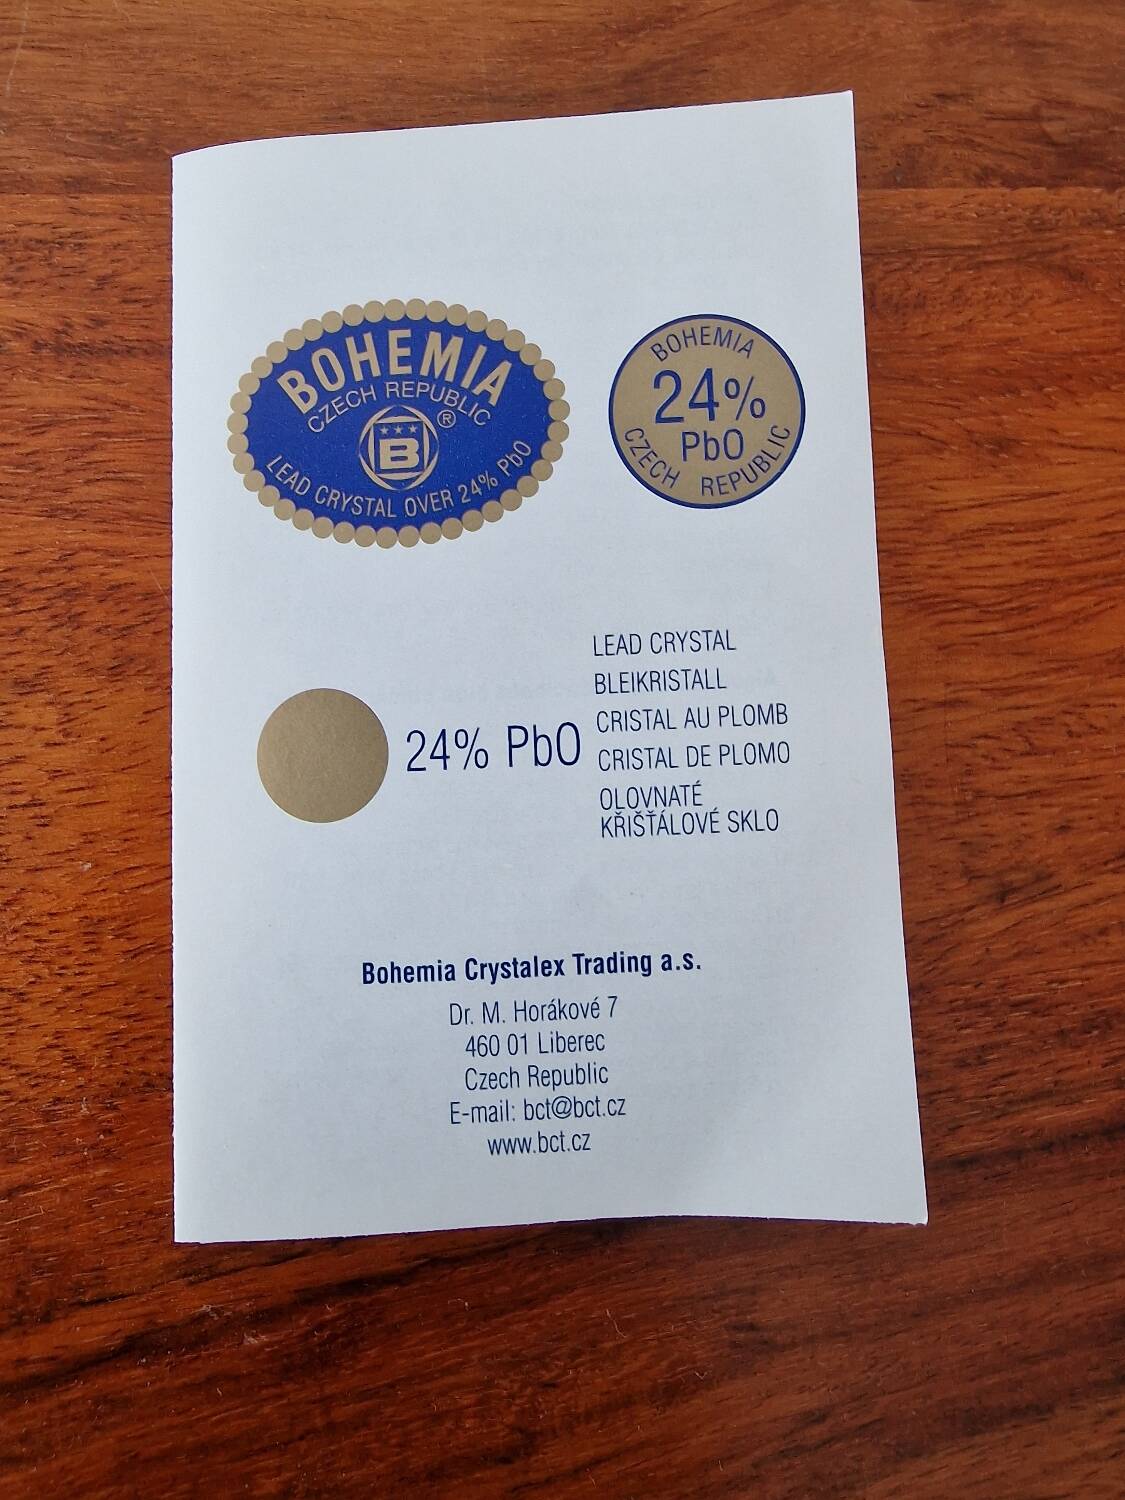 BOHEMIA
CZECH REPUBLIC
®
B
LEAD CRYSTAL OVER 24% PbO
BOHEMIA
24%
PbO
CZECH REPUBLIC
24% PbO
LEAD CRYSTAL
BLEIKRISTALL
CRISTAL AU PLOMB
CRISTAL DE PLOMO
OLOVNATÉ
KŘIŠŤÁLOVÉ SKLO
Bohemia Crystalex Trading a.s.
Dr. M. Horákové 7
460 01 Liberec
Czech Republic
E-mail: bct@bct.cz
www.bct.cz